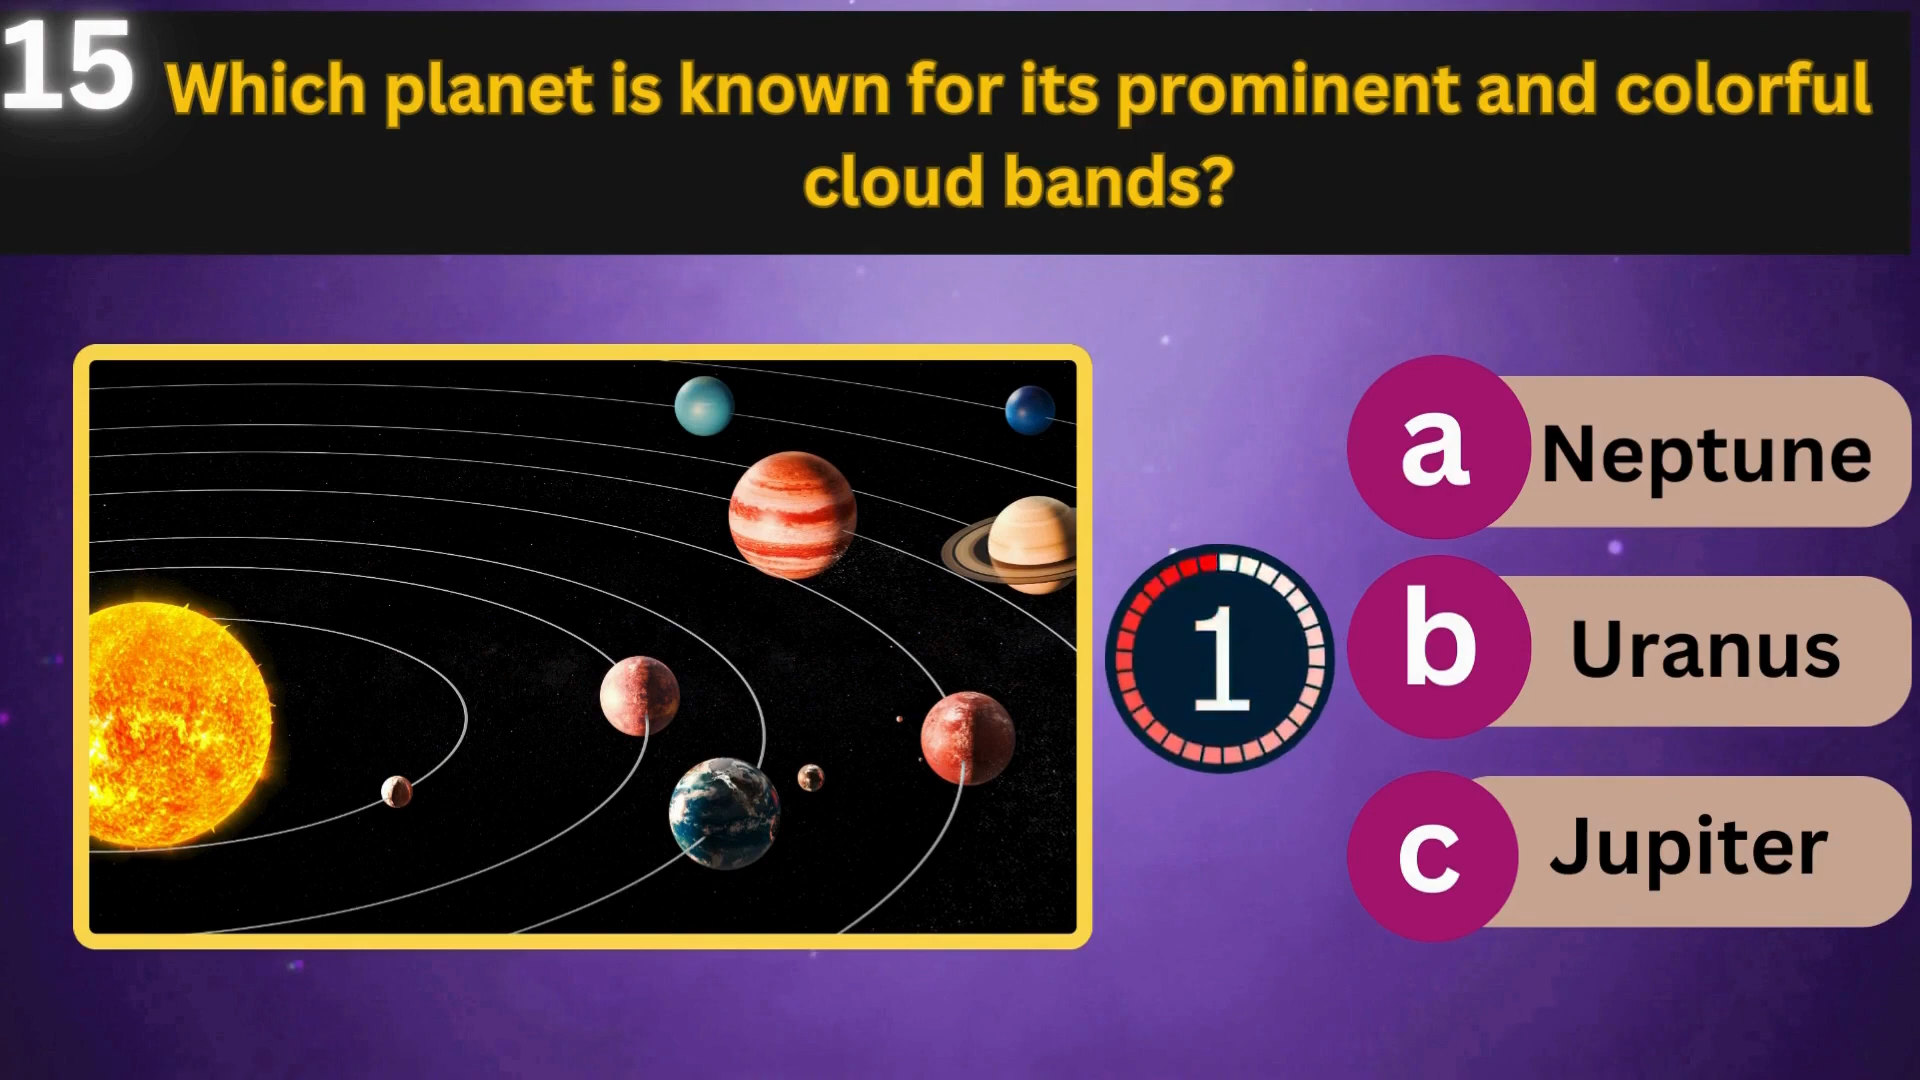 15
Which planet is known for its prominent and colorful
cloud bands?
a Neptune
1
b Uranus
c Jupiter